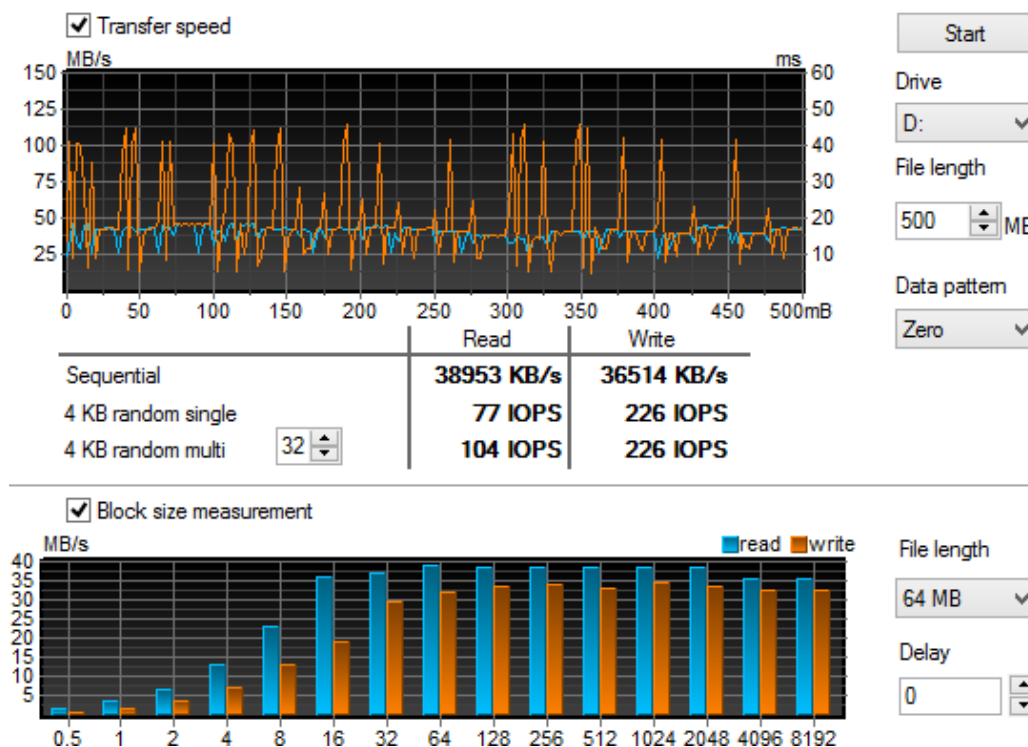 Transfer speed
Start
MB/s
ms
150
125
100
75
50
25
60
50
40
30
20
10
0 50 100 150 200 250 300 350 400 450 500mB
Drive
D:
File length
500 MB
Data pattern
Zero
Read Write
Sequential 38953 KB/s 36514 KB/s
4 KB random single 77 IOPS 226 IOPS
4 KB random multi 32 104 IOPS 226 IOPS
Block size measurement
MB/s
read write
40
35
30
25
20
15
10
5
0.5 1 2 4 8 16 32 64 128 256 512 1024 2048 4096 8192
File length
64 MB
Delay
0